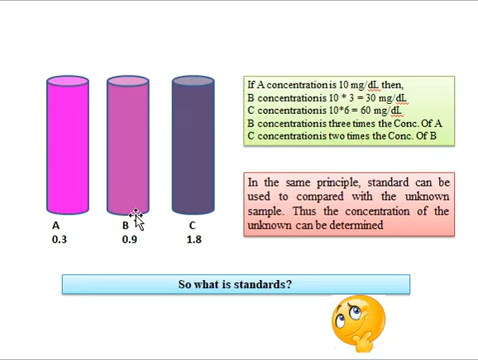 If A concentration is 10 mg/dL then,
B concentration is 10 * 3 = 30 mg/dL
C concentration is 10*6 = 60 mg/dL
B concentration is three times the Conc. Of A
C concentration is two times the Conc. Of B
In the same principle, standard can be
used to compared with the unknown
sample. Thus the concentration of the
unknown can be determined
A B C
0.3 0.9 1.8
So what is standards?